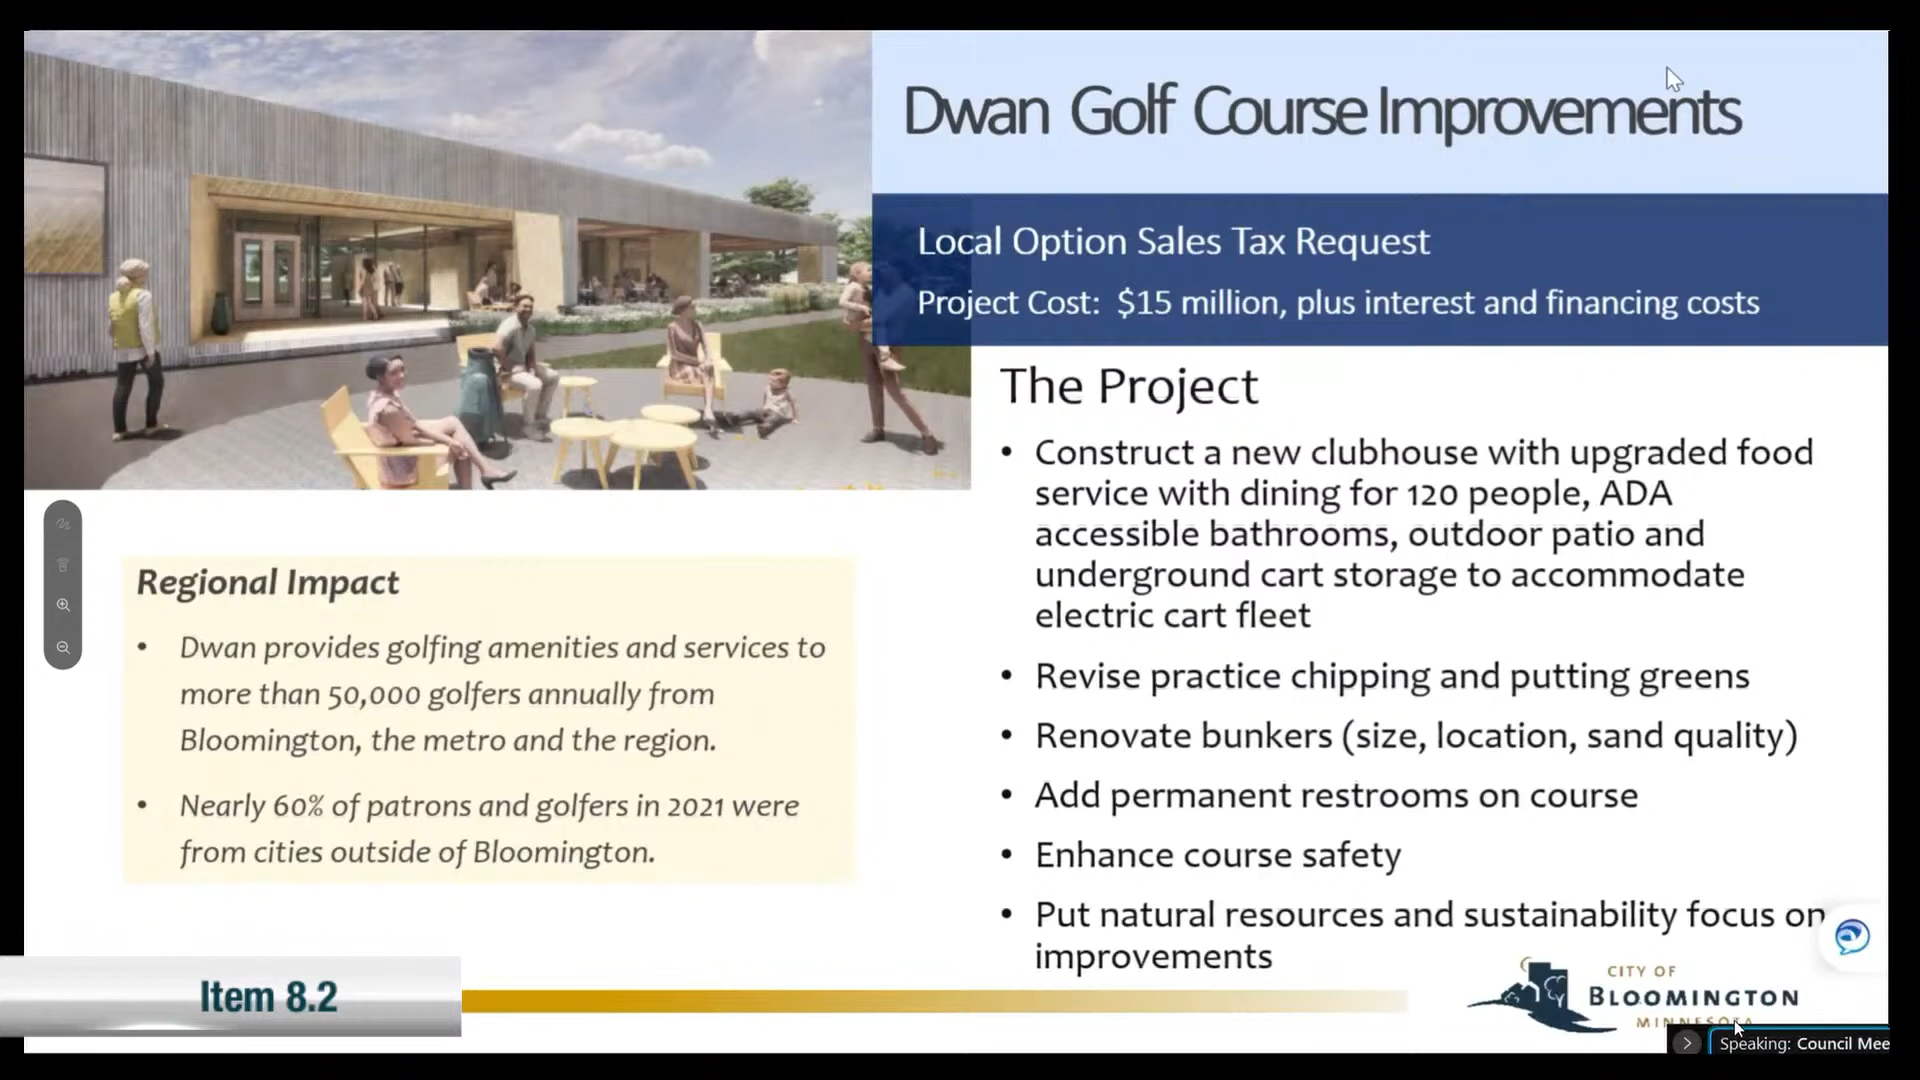 Dwan Golf Course Improvements
Local Option Sales Tax Request
Project Cost: $15 million, plus interest and financing costs
The Project
• Construct a new clubhouse with upgraded food
service with dining for 120 people, ADA
accessible bathrooms, outdoor patio and
underground cart storage to accommodate
electric cart fleet
• Revise practice chipping and putting greens
• Renovate bunkers (size, location, sand quality)
• Add permanent restrooms on course
• Enhance course safety
• Put natural resources and sustainability focus on
improvements
Regional Impact
• Dwan provides golfing amenities and services to
more than 50,000 golfers annually from
Bloomington, the metro and the region.
• Nearly 60% of patrons and golfers in 2021 were
from cities outside of Bloomington.
Item 8.2
CITY OF
BLOOMINGTON
MINNESOTA
Speaking: Council Mee